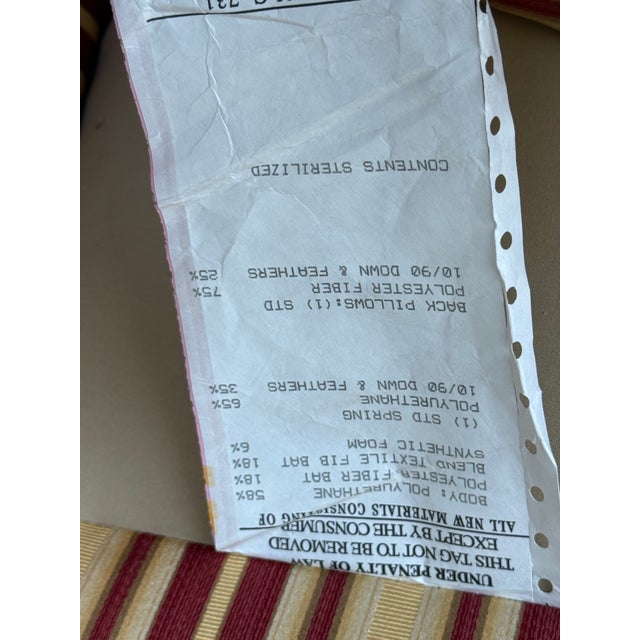 UNDER PENALTY OF LAW
THIS TAG NOT TO BE REMOVED
EXCEPT BY THE CONSUMER
ALL NEW MATERIALS CONSISTING OF
BODY: POLYURETHANE 58%
POLYESTER FIBER BAT 18%
BLEND TEXTILE FIB BAT 18%
SYNTHETIC FOAM 6%
(1) STD SPRING
POLYURETHANE 65%
10/90 DOWN & FEATHERS 35%
BACK PILLOWS:(1) STD
POLYESTER FIBER 75%
10/90 DOWN & FEATHERS 25%
CONTENTS STERILIZED
731